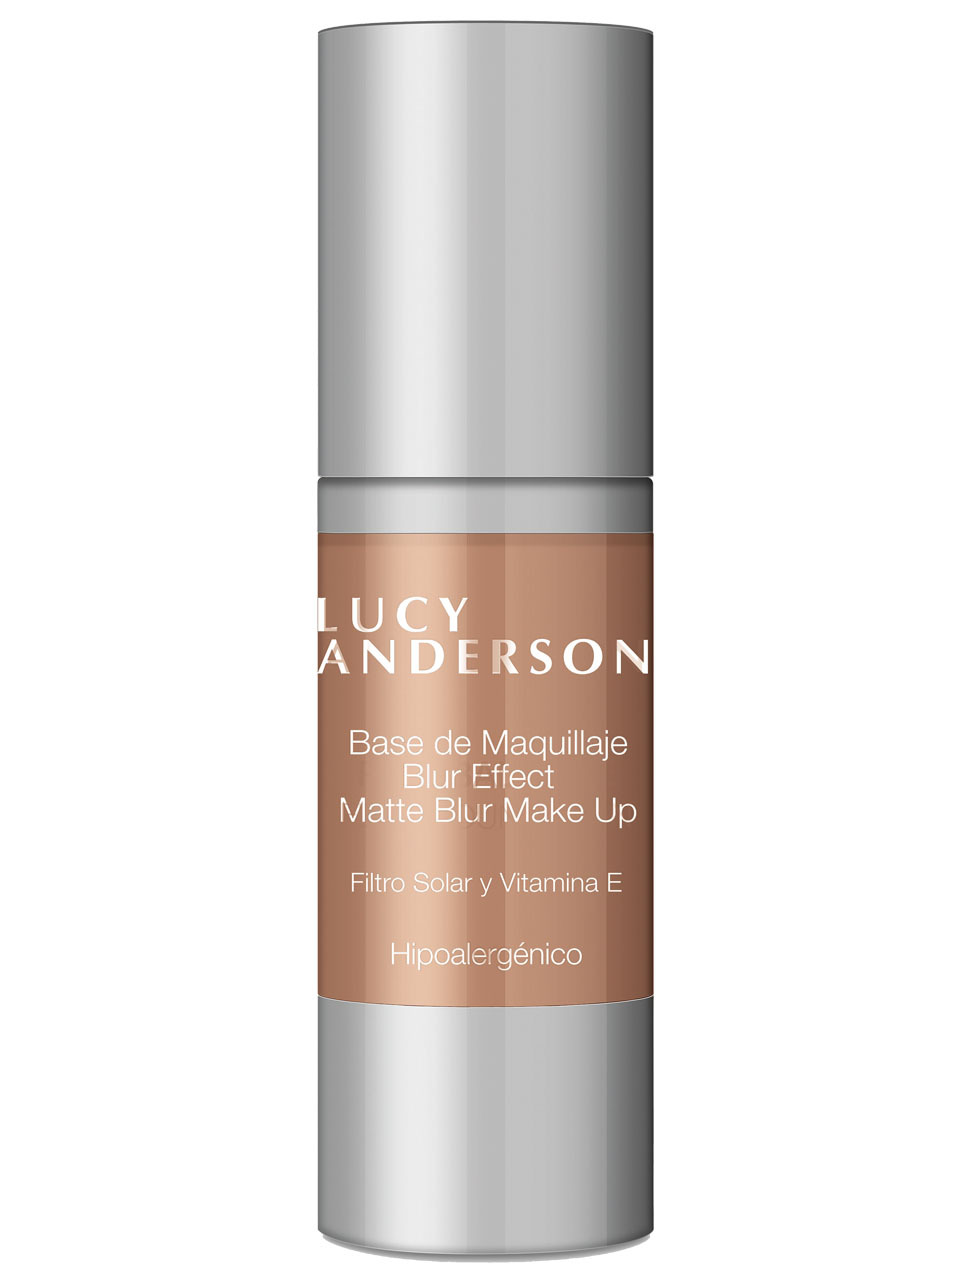 LUCY
ANDERSON
Base de Maquillaje
Blur Effect
Matte Blur Make Up
Filtro Solar y Vitamina E
Hipoalergénico